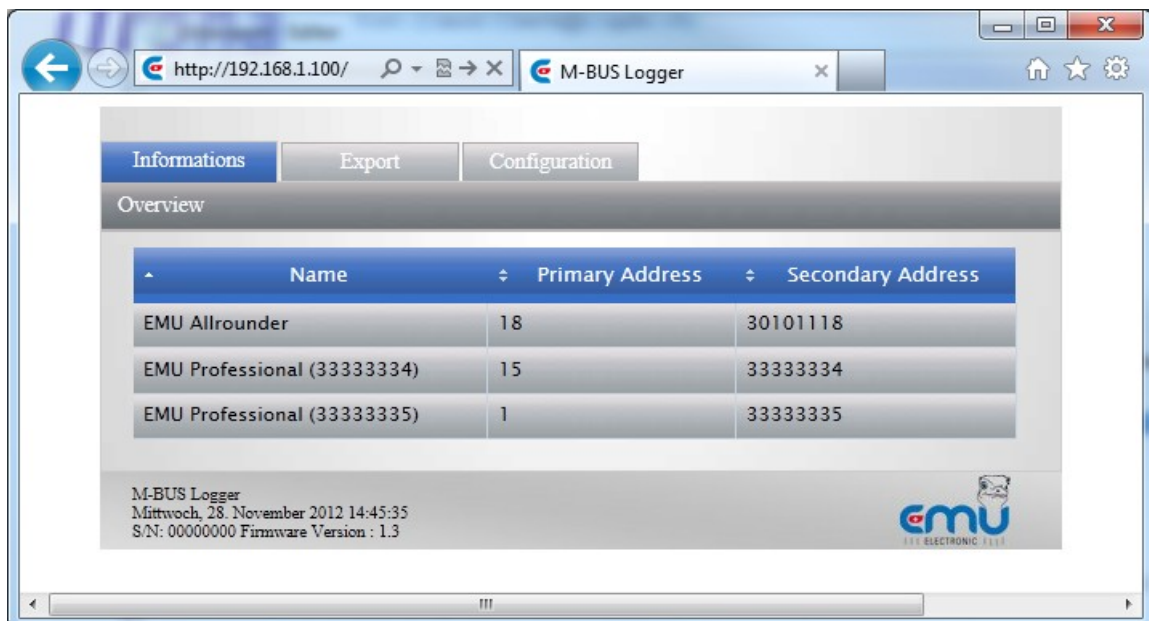 http://192.168.1.100/
M-BUS Logger
Informations Export Configuration
Overview
Name Primary Address Secondary Address
EMU Allrounder 18 30101118
EMU Professional (33333334) 15 33333334
EMU Professional (33333335) 1 33333335
M-BUS Logger
Mittwoch, 28. November 2012 14:45:35
S/N: 00000000 Firmware Version : 1.3
emu
ELECTRONIC